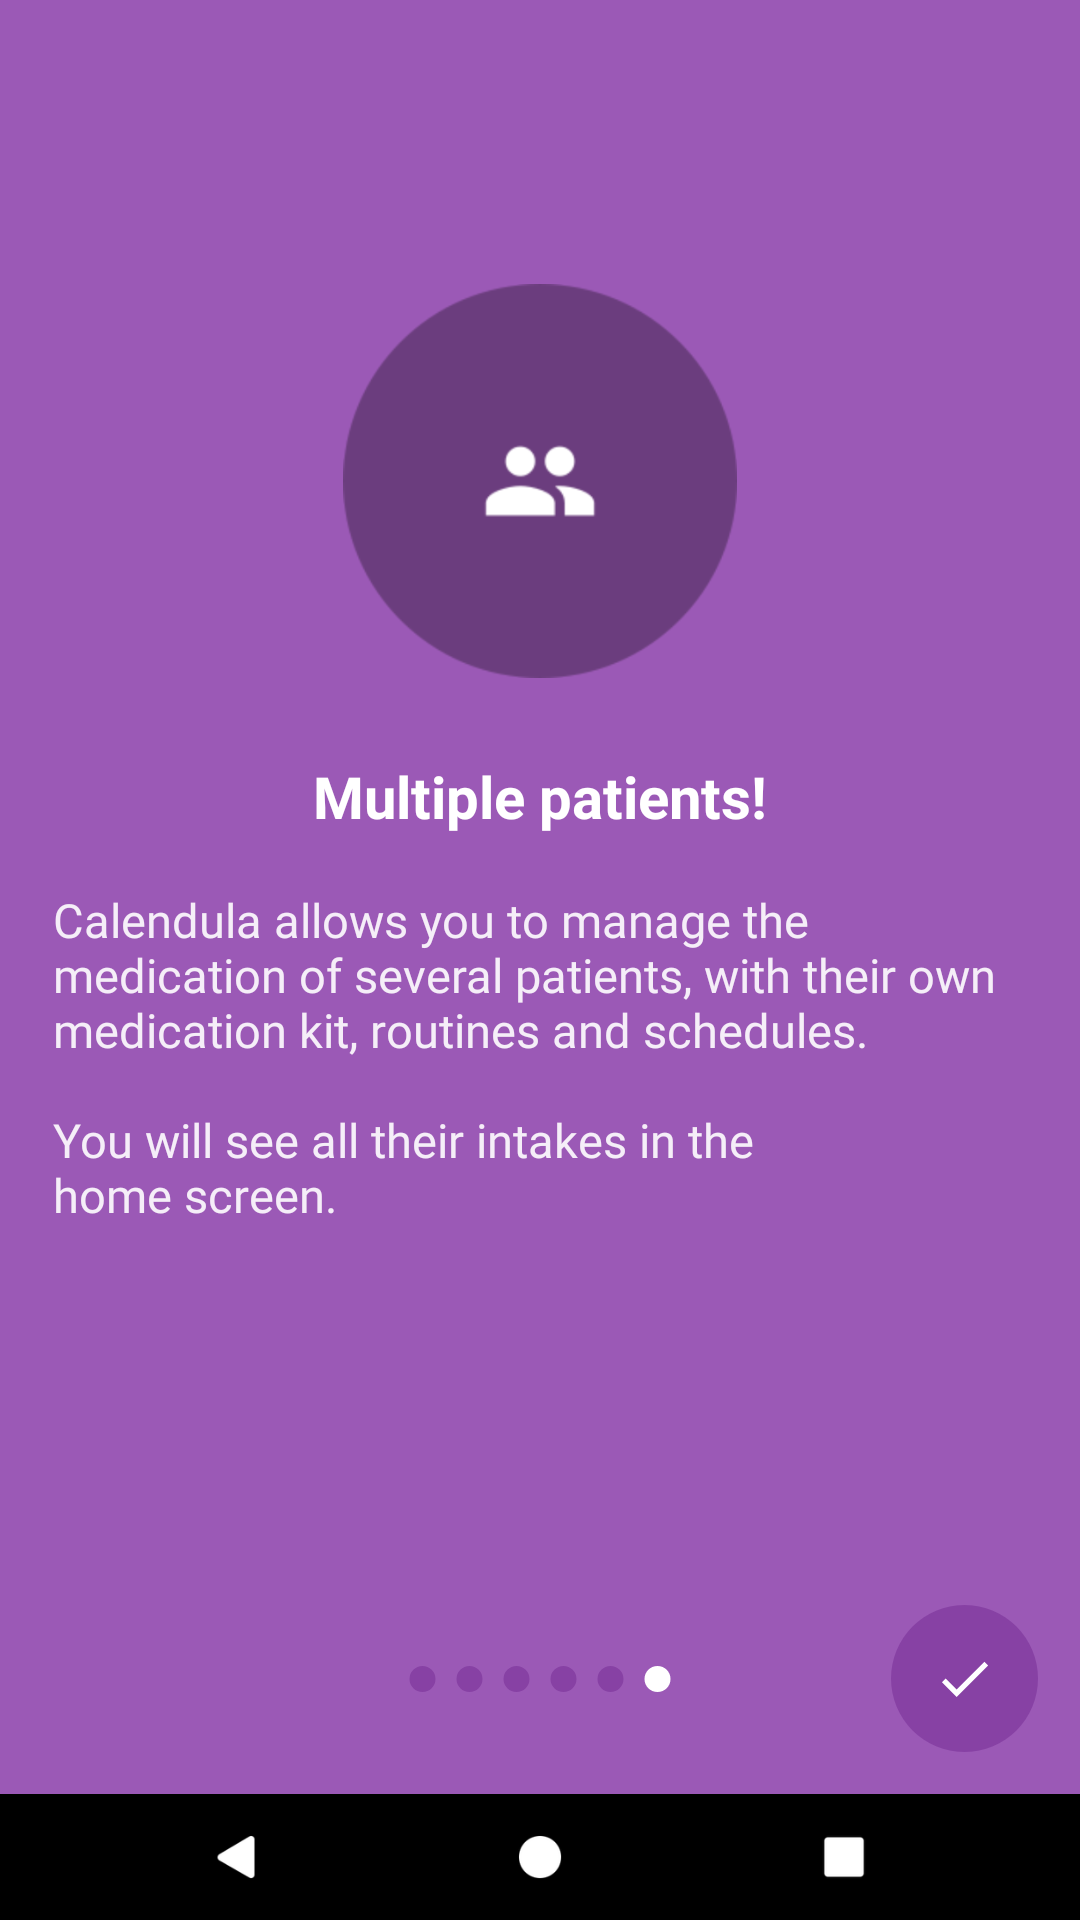 Multiple patients!
Calendula allows you to manage the
medication of several patients, with their own
medication kit, routines and schedules.
You will see all their intakes in the
home screen.